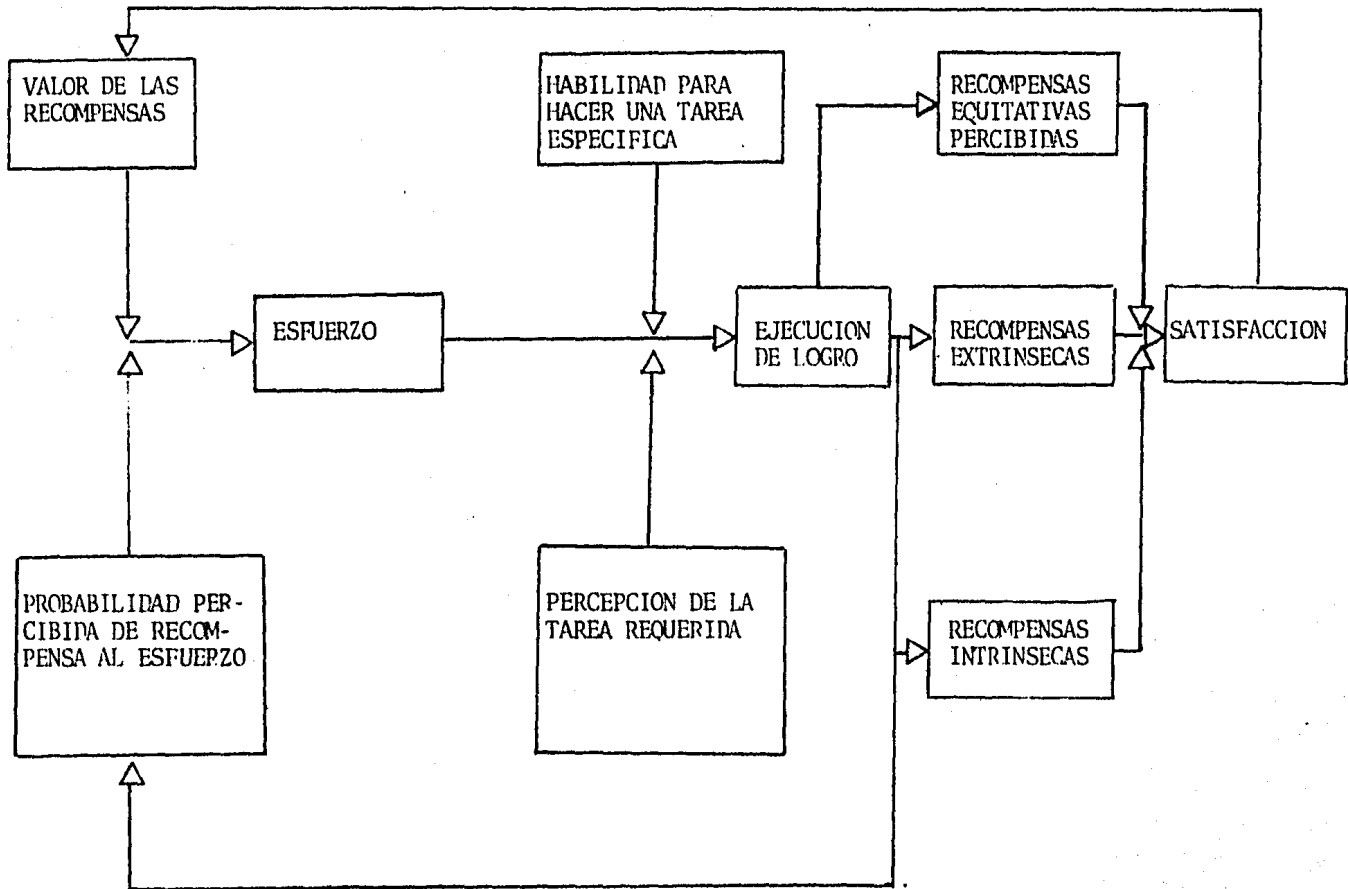 VALOR DE LAS
RECOMPENSAS
HABILIDAD PARA
HACER UNA TAREA
ESPECIFICA
RECOMPENSAS
EQUITATIVAS
PERCIBIDAS
ESFUERZO
EJECUCION
DE LOGRO
RECOMPENSAS
EXTRINSECAS
SATISFACCION
PROBABILIDAD PER-
CIBIDA DE RECOM-
PENSA AL ESFUERZO
PERCEPCION DE LA
TAREA REQUERIDA
RECOMPENSAS
INTRINSECAS